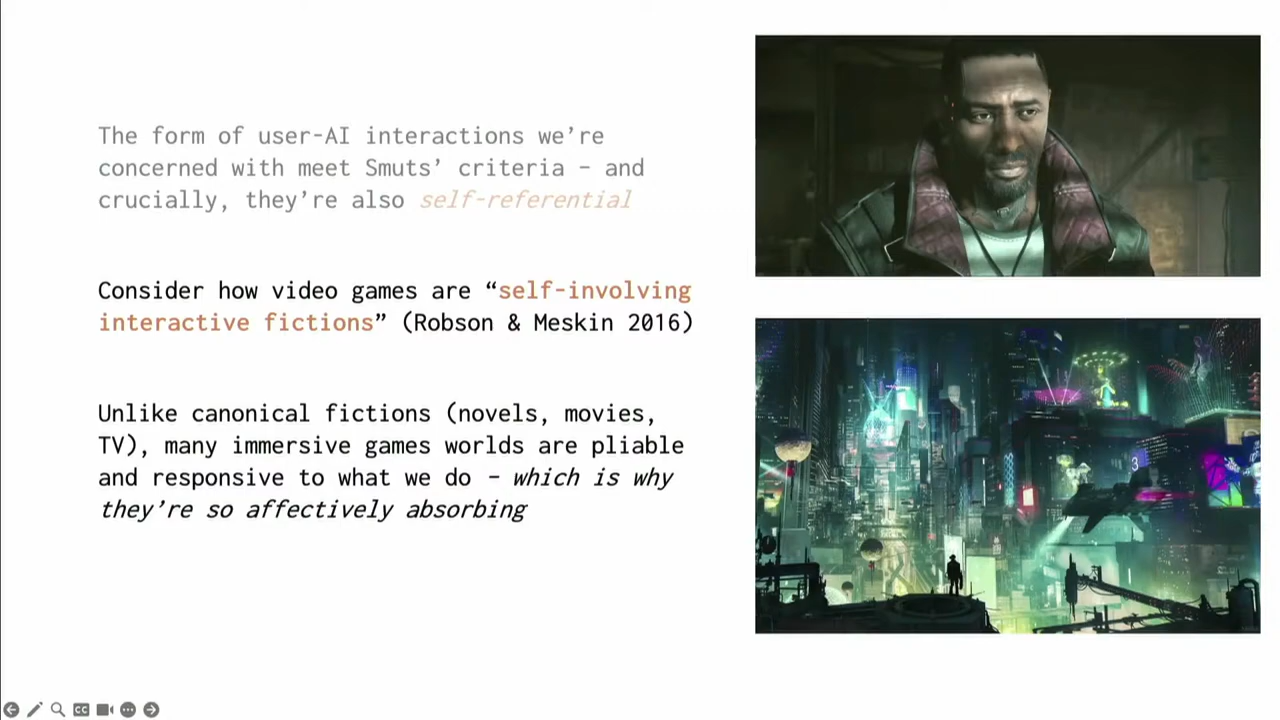 The form of user-AI interactions we’re
concerned with meet Smuts’ criteria – and
crucially, they’re also self-referential
Consider how video games are “self-involving
interactive fictions” (Robson & Meskin 2016)
Unlike canonical fictions (novels, movies,
TV), many immersive games worlds are pliable
and responsive to what we do – which is why
they’re so affectively absorbing
3
CC